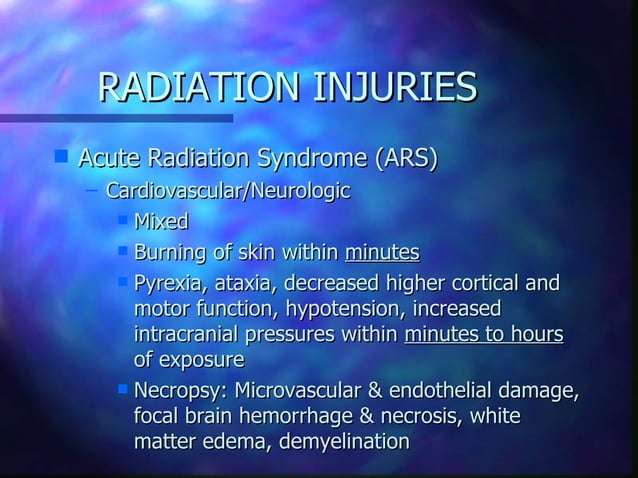 RADIATION INJURIES
Acute Radiation Syndrome (ARS)
– Cardiovascular/Neurologic
Mixed
Burning of skin within minutes
Pyrexia, ataxia, decreased higher cortical and
motor function, hypotension, increased
intracranial pressures within minutes to hours
of exposure
Necropsy: Microvascular & endothelial damage,
focal brain hemorrhage & necrosis, white
matter edema, demyelination